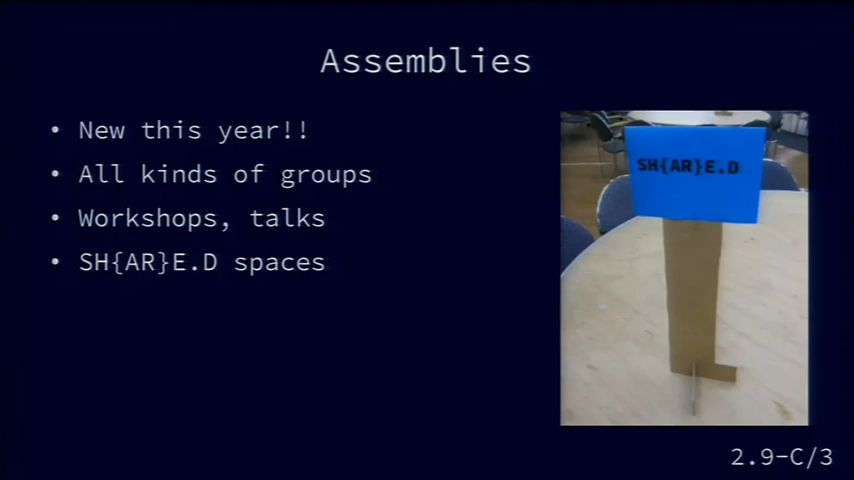 Assemblies
• New this year!!
• All kinds of groups
• Workshops, talks
• SH{AR}E.D spaces
SH{AR}E.D
2.9-C/3